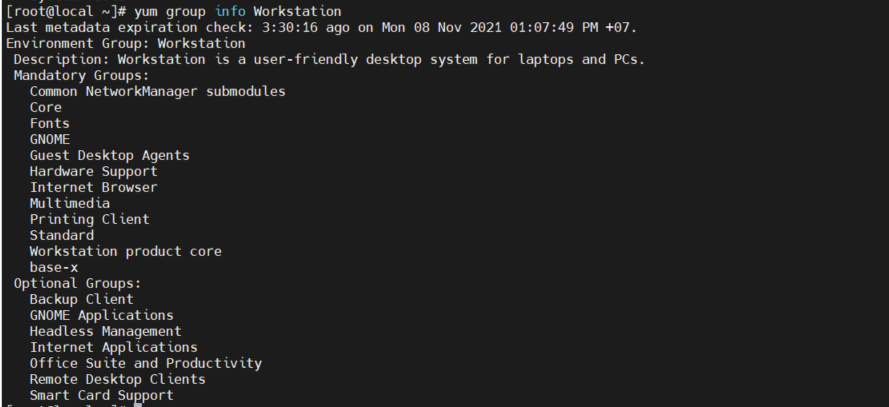 [root@local ~]# yum group info Workstation
Last metadata expiration check: 3:30:16 ago on Mon 08 Nov 2021 01:07:49 PM +07.
Environment Group: Workstation
 Description: Workstation is a user-friendly desktop system for laptops and PCs.
 Mandatory Groups:
   Common NetworkManager submodules
   Core
   Fonts
   GNOME
   Guest Desktop Agents
   Hardware Support
   Internet Browser
   Multimedia
   Printing Client
   Standard
   Workstation product core
   base-x
 Optional Groups:
   Backup Client
   GNOME Applications
   Headless Management
   Internet Applications
   Office Suite and Productivity
   Remote Desktop Clients
   Smart Card Support